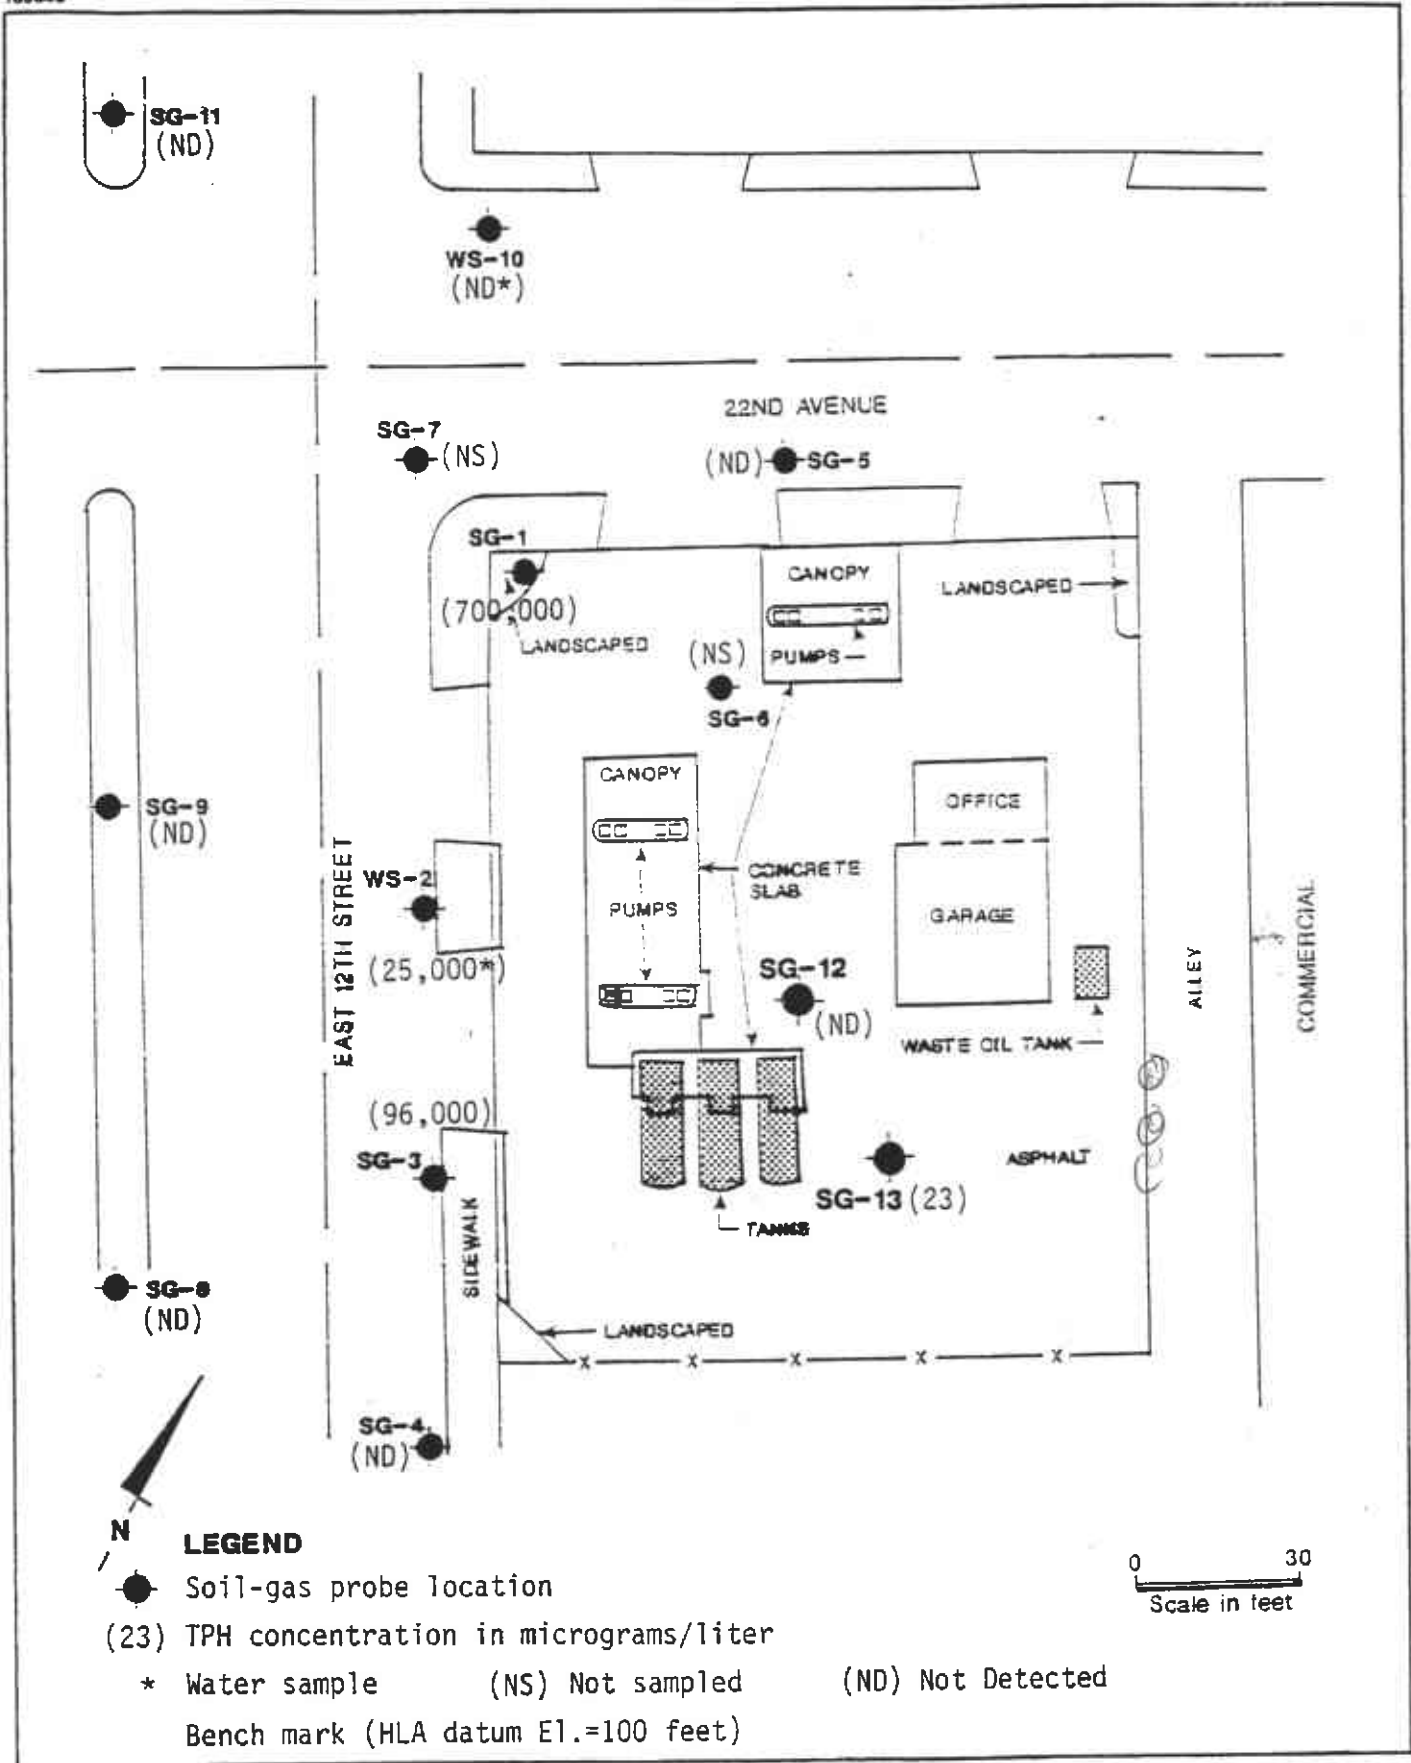 SG-11
(ND)
WS-10
(ND*)
22ND AVENUE
SG-7
(NS)
(ND) SG-5
SG-1
(700,000)
LANDSCAPED
CANOPY
PUMPS
LANDSCAPED
(NS)
SG-6
CANOPY
PUMPS
CONCRETE
SLAB
OFFICE
GARAGE
SG-9
(ND)
EAST 12TH STREET
WS-2
(25,000*)
SG-12
(ND)
WASTE OIL TANK
ALLEY
COMMERCIAL
(96,000)
SG-3
SIDEWALK
TANKS
SG-13 (23)
ASPHALT
SG-8
(ND)
LANDSCAPED
x x x x x
SG-4
(ND)
N
LEGEND
Soil-gas probe location
(23) TPH concentration in micrograms/liter
* Water sample (NS) Not sampled (ND) Not Detected
Bench mark (HLA datum El.=100 feet)
0 30
Scale in feet